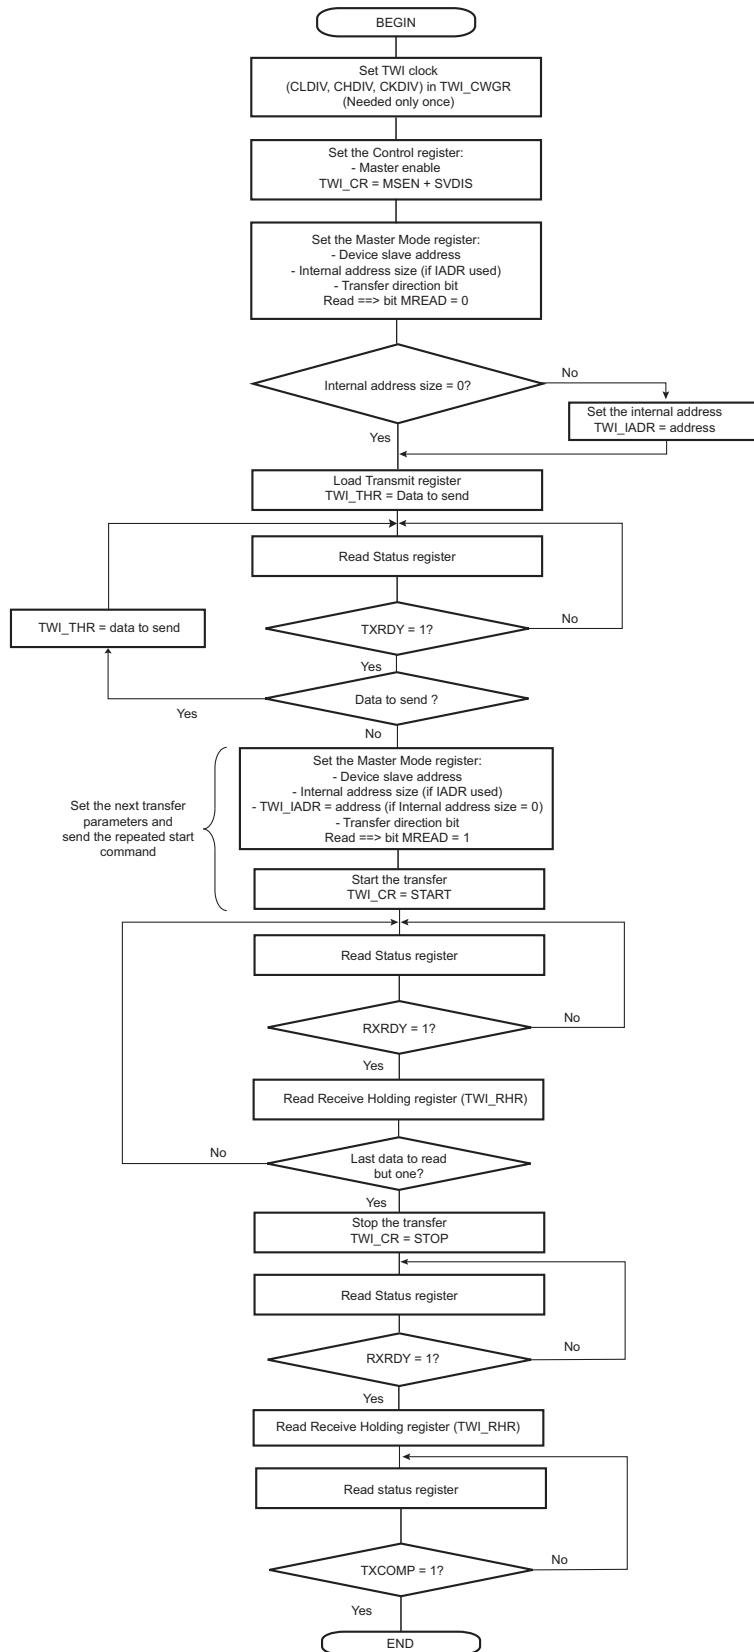 BEGIN
Set TWI clock
(CLDIV, CHDIV, CKDIV) in TWI_CWGR
(Needed only once)
Set the Control register:
- Master enable
TWI_CR = MSEN + SVDIS
Set the Master Mode register:
- Device slave address
- Internal address size (if IADR used)
- Transfer direction bit
Read ==> bit MREAD = 0
Internal address size = 0?
No
Set the internal address
TWI_IADR = address
Yes
Load Transmit register
TWI_THR = Data to send
Read Status register
TWI_THR = data to send
TXRDY = 1?
No
Yes
Data to send ?
Yes
No
Set the next transfer
parameters and
send the repeated start
command
Set the Master Mode register:
- Device slave address
- Internal address size (if IADR used)
- TWI_IADR = address (if Internal address size = 0)
- Transfer direction bit
Read ==> bit MREAD = 1
Start the transfer
TWI_CR = START
Read Status register
RXRDY = 1?
No
Yes
Read Receive Holding register (TWI_RHR)
No
Last data to read
but one?
Yes
Stop the transfer
TWI_CR = STOP
Read Status register
RXRDY = 1?
No
Yes
Read Receive Holding register (TWI_RHR)
Read status register
TXCOMP = 1?
No
Yes
END